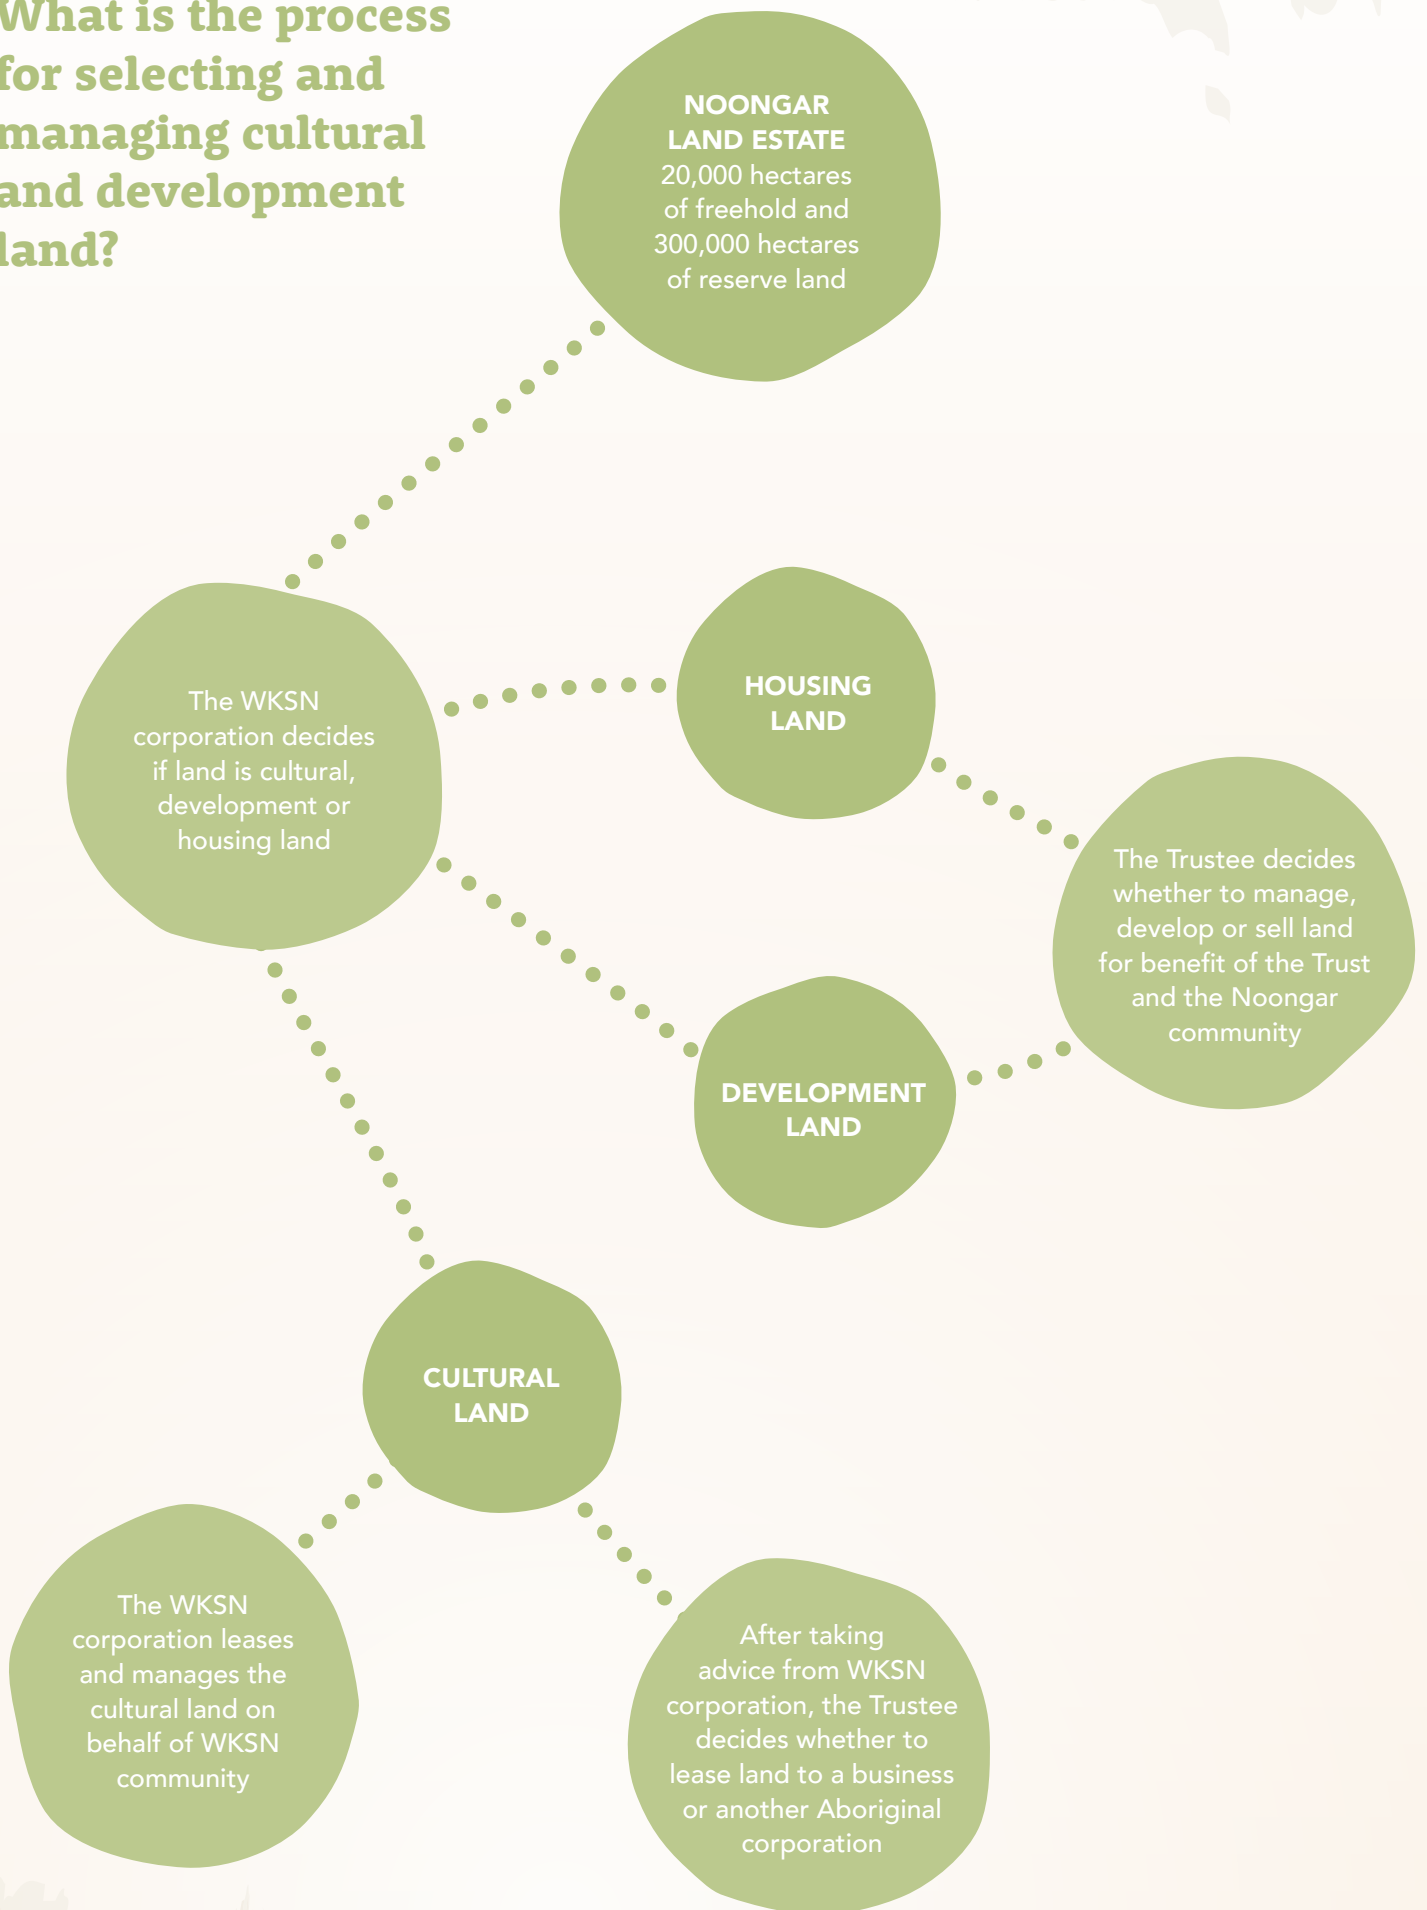 What is the process
for selecting and
managing cultural
and development
land?
NOONGAR
LAND ESTATE
20,000 hectares
of freehold and
300,000 hectares
of reserve land
The WKSN
corporation decides
if land is cultural,
development or
housing land
HOUSING
LAND
The Trustee decides
whether to manage,
develop or sell land
for benefit of the Trust
and the Noongar
community
DEVELOPMENT
LAND
CULTURAL
LAND
The WKSN
corporation leases
and manages the
cultural land on
behalf of WKSN
community
After taking
advice from WKSN
corporation, the Trustee
decides whether to
lease land to a business
or another Aboriginal
corporation